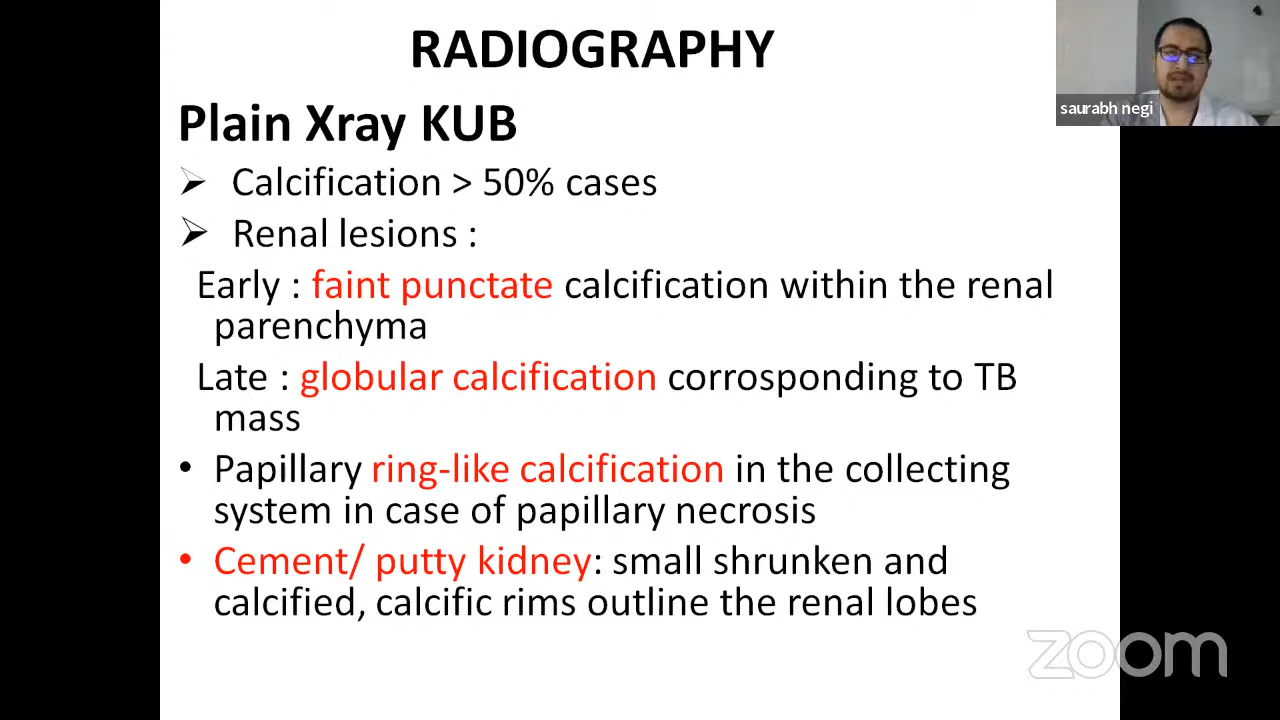 RADIOGRAPHY
Plain Xray KUB
➢ Calcification > 50% cases
➢ Renal lesions :
Early : faint punctate calcification within the renal
parenchyma
Late : globular calcification corrosponding to TB
mass
• Papillary ring-like calcification in the collecting
system in case of papillary necrosis
• Cement/ putty kidney: small shrunken and
calcified, calcific rims outline the renal lobes
saurabh negi
zoom